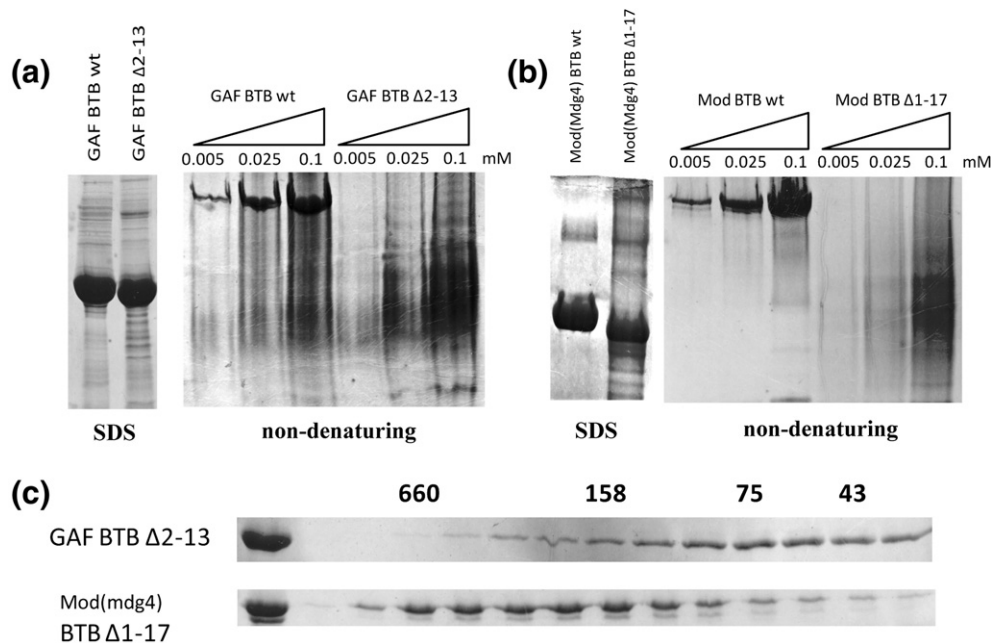 (a)
GAF BTB wt
GAF BTB Δ2-13
GAF BTB wt
GAF BTB Δ2-13
0.005
0.025
0.1
0.005
0.025
0.1
mM
SDS
non-denaturing
(b)
Mod(Mdg4) BTB wt
Mod(Mdg4) BTB Δ1-17
Mod BTB wt
Mod BTB Δ1-17
0.005
0.025
0.1
0.005
0.025
0.1
mM
SDS
non-denaturing
(c)
660
158
75
43
GAF BTB Δ2-13
Mod(mdg4)
BTB Δ1-17